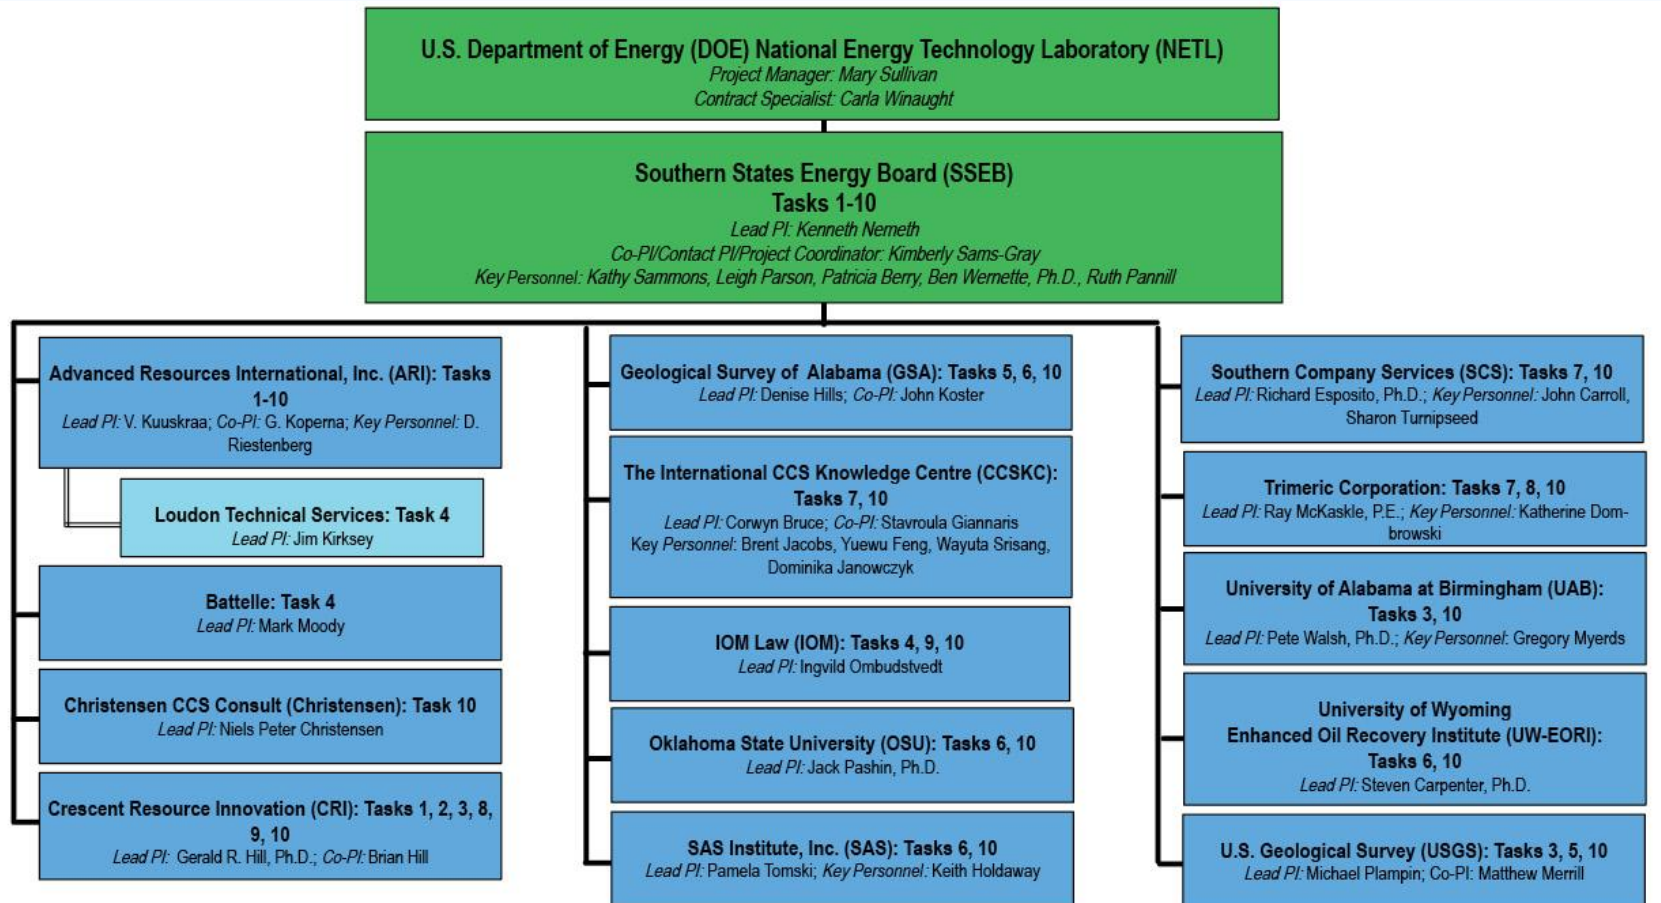 U.S. Department of Energy (DOE) National Energy Technology Laboratory (NETL)
Project Manager: Mary Sullivan
Contract Specialist: Carla Winaught
Southern States Energy Board (SSEB)
Tasks 1-10
Lead PI: Kenneth Nemeth
Co-PI/Contact PI/Project Coordinator: Kimberly Sams-Gray
Key Personnel: Kathy Sammons, Leigh Parson, Patricia Berry, Ben Wernette, Ph.D., Ruth Pannill
Advanced Resources International, Inc. (ARI): Tasks
1-10
Lead PI: V. Kuuskraa; Co-PI: G. Koperna; Key Personnel: D.
Riestenberg
Loudon Technical Services: Task 4
Lead PI: Jim Kirksey
Battelle: Task 4
Lead PI: Mark Moody
Christensen CCS Consult (Christensen): Task 10
Lead PI: Niels Peter Christensen
Crescent Resource Innovation (CRI): Tasks 1, 2, 3, 8,
9, 10
Lead PI: Gerald R. Hill, Ph.D.; Co-PI: Brian Hill
Geological Survey of Alabama (GSA): Tasks 5, 6, 10
Lead PI: Denise Hills; Co-PI: John Koster
The International CCS Knowledge Centre (CCSKC):
Tasks 7, 10
Lead PI: Corwyn Bruce; Co-PI: Stavroula Giannaris
Key Personnel: Brent Jacobs, Yuewu Feng, Wayuta Srisang,
Dominika Janowczyk
IOM Law (IOM): Tasks 4, 9, 10
Lead PI: Ingvild Ombudstvedt
Oklahoma State University (OSU): Tasks 6, 10
Lead PI: Jack Pashin, Ph.D.
SAS Institute, Inc. (SAS): Tasks 6, 10
Lead PI: Pamela Tomski; Key Personnel: Keith Holdaway
Southern Company Services (SCS): Tasks 7, 10
Lead PI: Richard Esposito, Ph.D.; Key Personnel: John Carroll,
Sharon Turnipseed
Trimeric Corporation: Tasks 7, 8, 10
Lead PI: Ray McKaskle, P.E.; Key Personnel: Katherine Dom-
browski
University of Alabama at Birmingham (UAB):
Tasks 3, 10
Lead PI: Pete Walsh, Ph.D.; Key Personnel: Gregory Myerds
University of Wyoming
Enhanced Oil Recovery Institute (UW-EORI):
Tasks 6, 10
Lead PI: Steven Carpenter, Ph.D.
U.S. Geological Survey (USGS): Tasks 3, 5, 10
Lead PI: Michael Plampin; Co-PI: Matthew Merrill